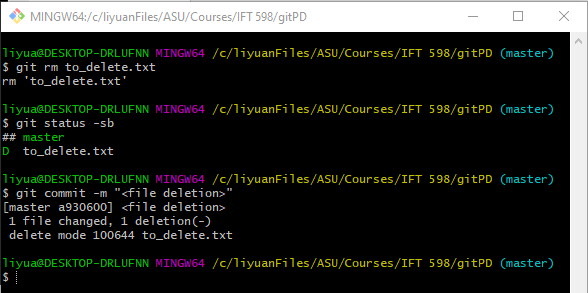 MINGW64:/c/liyuanFiles/ASU/Courses/IFT 598/gitPD
liyua@DESKTOP-DRLUFNN MINGW64 /c/liyuanFiles/ASU/Courses/IFT 598/gitPD (master)
$ git rm to_delete.txt
rm 'to_delete.txt'
liyua@DESKTOP-DRLUFNN MINGW64 /c/liyuanFiles/ASU/Courses/IFT 598/gitPD (master)
$ git status -sb
## master
D  to_delete.txt
liyua@DESKTOP-DRLUFNN MINGW64 /c/liyuanFiles/ASU/Courses/IFT 598/gitPD (master)
$ git commit -m "<file deletion>"
[master a930600] <file deletion>
 1 file changed, 1 deletion(-)
 delete mode 100644 to_delete.txt
liyua@DESKTOP-DRLUFNN MINGW64 /c/liyuanFiles/ASU/Courses/IFT 598/gitPD (master)
$